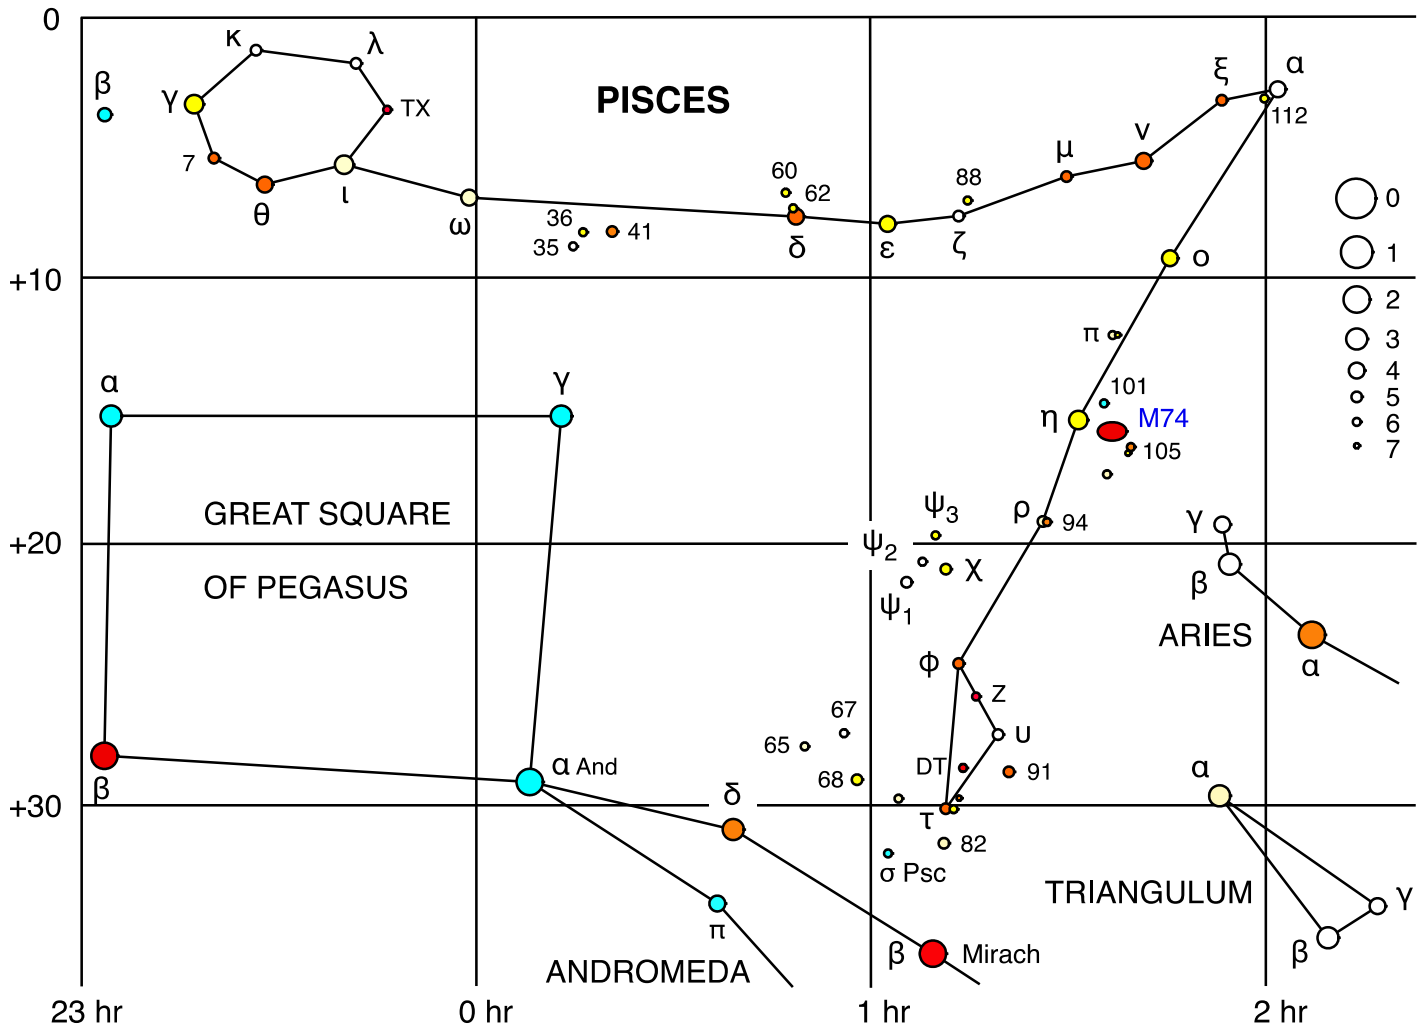 0
κ
λ
β
γ
TX
PISCES
ξ
α
112
ν
μ
7
θ
ι
ω
60
62
88
36
41
35
δ
ε
ζ
0
1
2
3
4
5
6
7
ο
+10
π
α
γ
101
M74
η
105
GREAT SQUARE
OF PEGASUS
ρ
94
ψ3
ψ2
χ
ψ1
+20
γ
β
ARIES
α
φ
Z
υ
67
65
68
DT
91
α And
β
δ
α
+30
τ
82
σ Psc
TRIANGULUM
γ
β
π
β
Mirach
ANDROMEDA
23 hr
0 hr
1 hr
2 hr